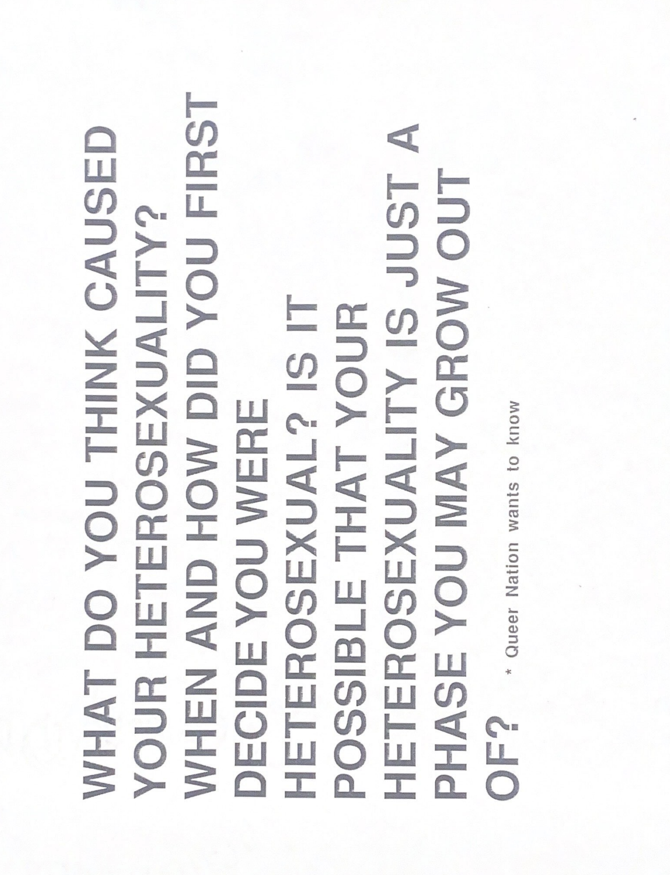 WHAT DO YOU THINK CAUSED
YOUR HETEROSEXUALITY?
WHEN AND HOW DID YOU FIRST
DECIDE YOU WERE
HETEROSEXUAL? IS IT
POSSIBLE THAT YOUR
HETEROSEXUALITY IS JUST A
PHASE YOU MAY GROW OUT
OF? * Queer Nation wants to know